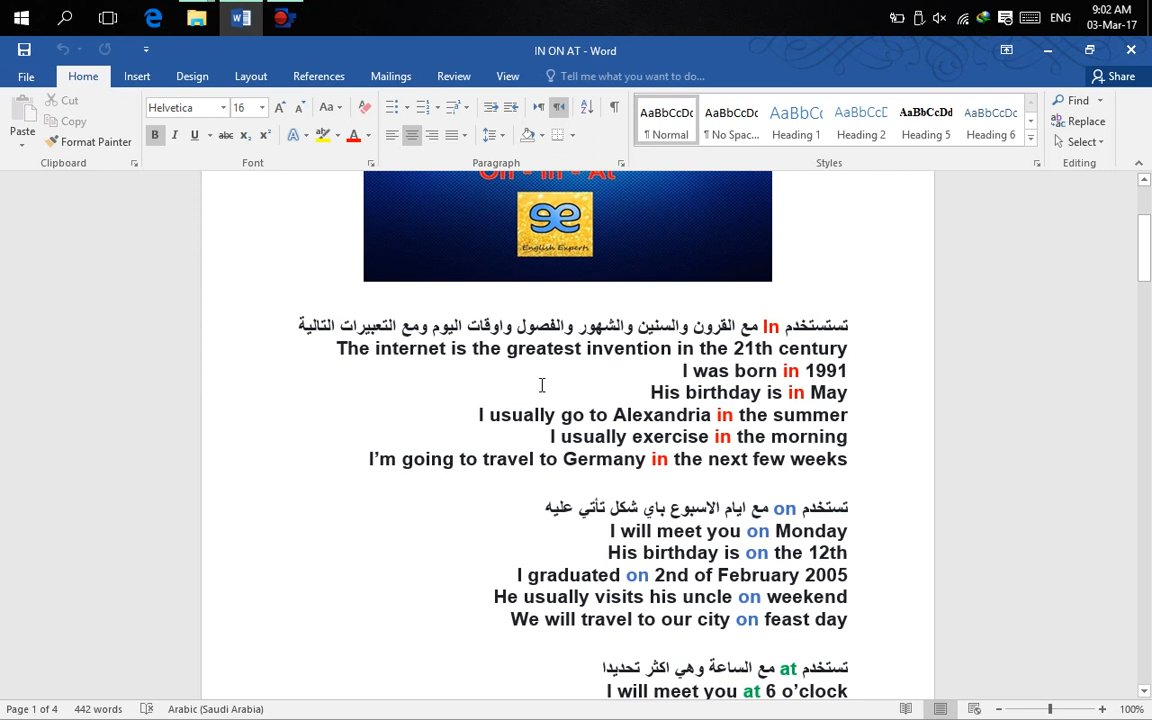 9:02 AM
ENG
03-Mar-17
IN ON AT - Word
File Home Insert Design Layout References Mailings Review View Tell me what you want to do... Share
Cut
Copy
Paste
Format Painter
Clipboard
Helvetica 16
Font
Paragraph
AaBbCcDc AaBbCcDc AaBbCc AaBbCcD AaBbCcDd AaBbCcDc
¶ Normal ¶ No Spac... Heading 1 Heading 2 Heading 5 Heading 6
Styles
Find
Replace
Select
Editing
On - In - At
English Experts
تستستخدم In مع القرون والسنين والشهور والفصول واوقات اليوم ومع التعبيرات التالية
The internet is the greatest invention in the 21th century
I was born in 1991
His birthday is in May
I usually go to Alexandria in the summer
I usually exercise in the morning
I’m going to travel to Germany in the next few weeks
تستخدم on مع ايام الاسبوع باي شكل تأتي عليه
I will meet you on Monday
His birthday is on the 12th
I graduated on 2nd of February 2005
He usually visits his uncle on weekend
We will travel to our city on feast day
تستخدم at مع الساعة وهي اكثر تحديدا
I will meet you at 6 o’clock
Page 1 of 4 442 words Arabic (Saudi Arabia) 100%